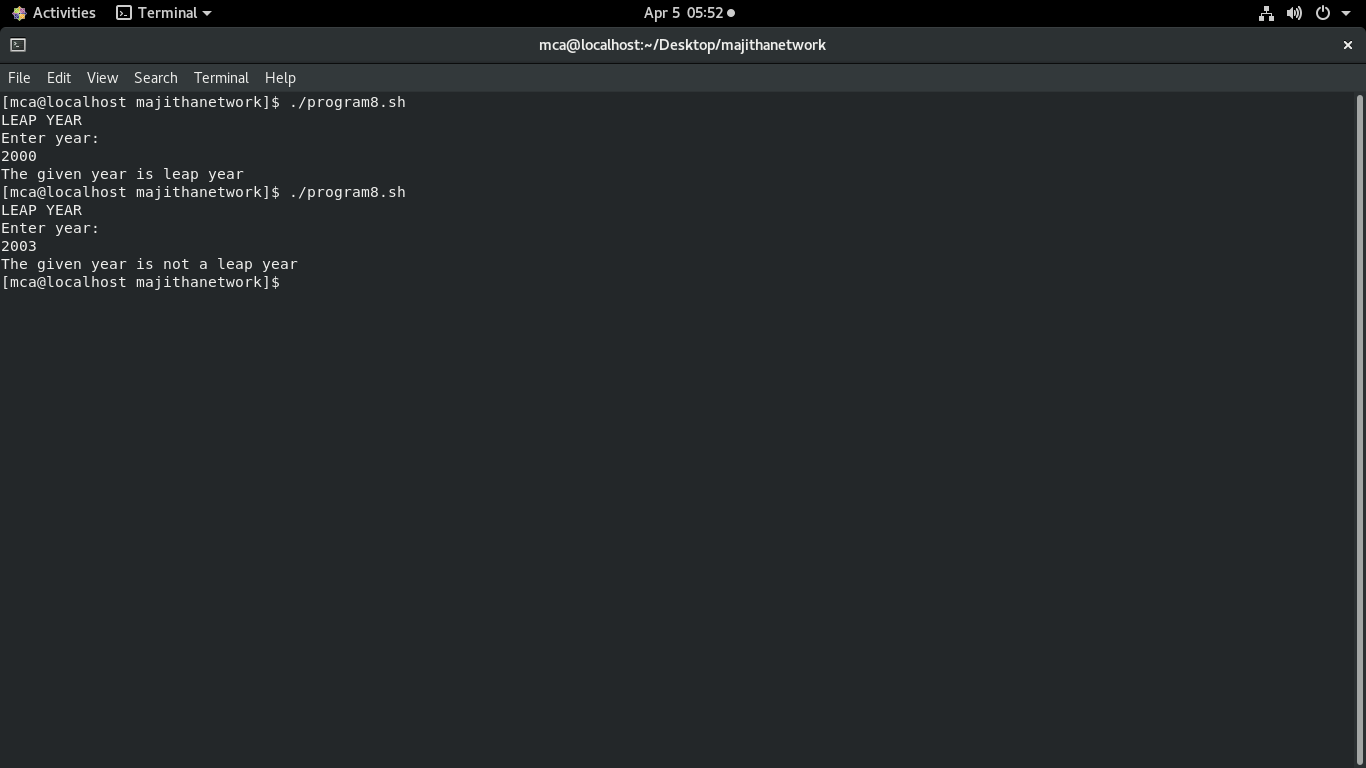 Activities Terminal Apr 5 05:52
mca@localhost:~/Desktop/majithanetwork
File Edit View Search Terminal Help
[mca@localhost majithanetwork]$ ./program8.sh
LEAP YEAR
Enter year:
2000
The given year is leap year
[mca@localhost majithanetwork]$ ./program8.sh
LEAP YEAR
Enter year:
2003
The given year is not a leap year
[mca@localhost majithanetwork]$